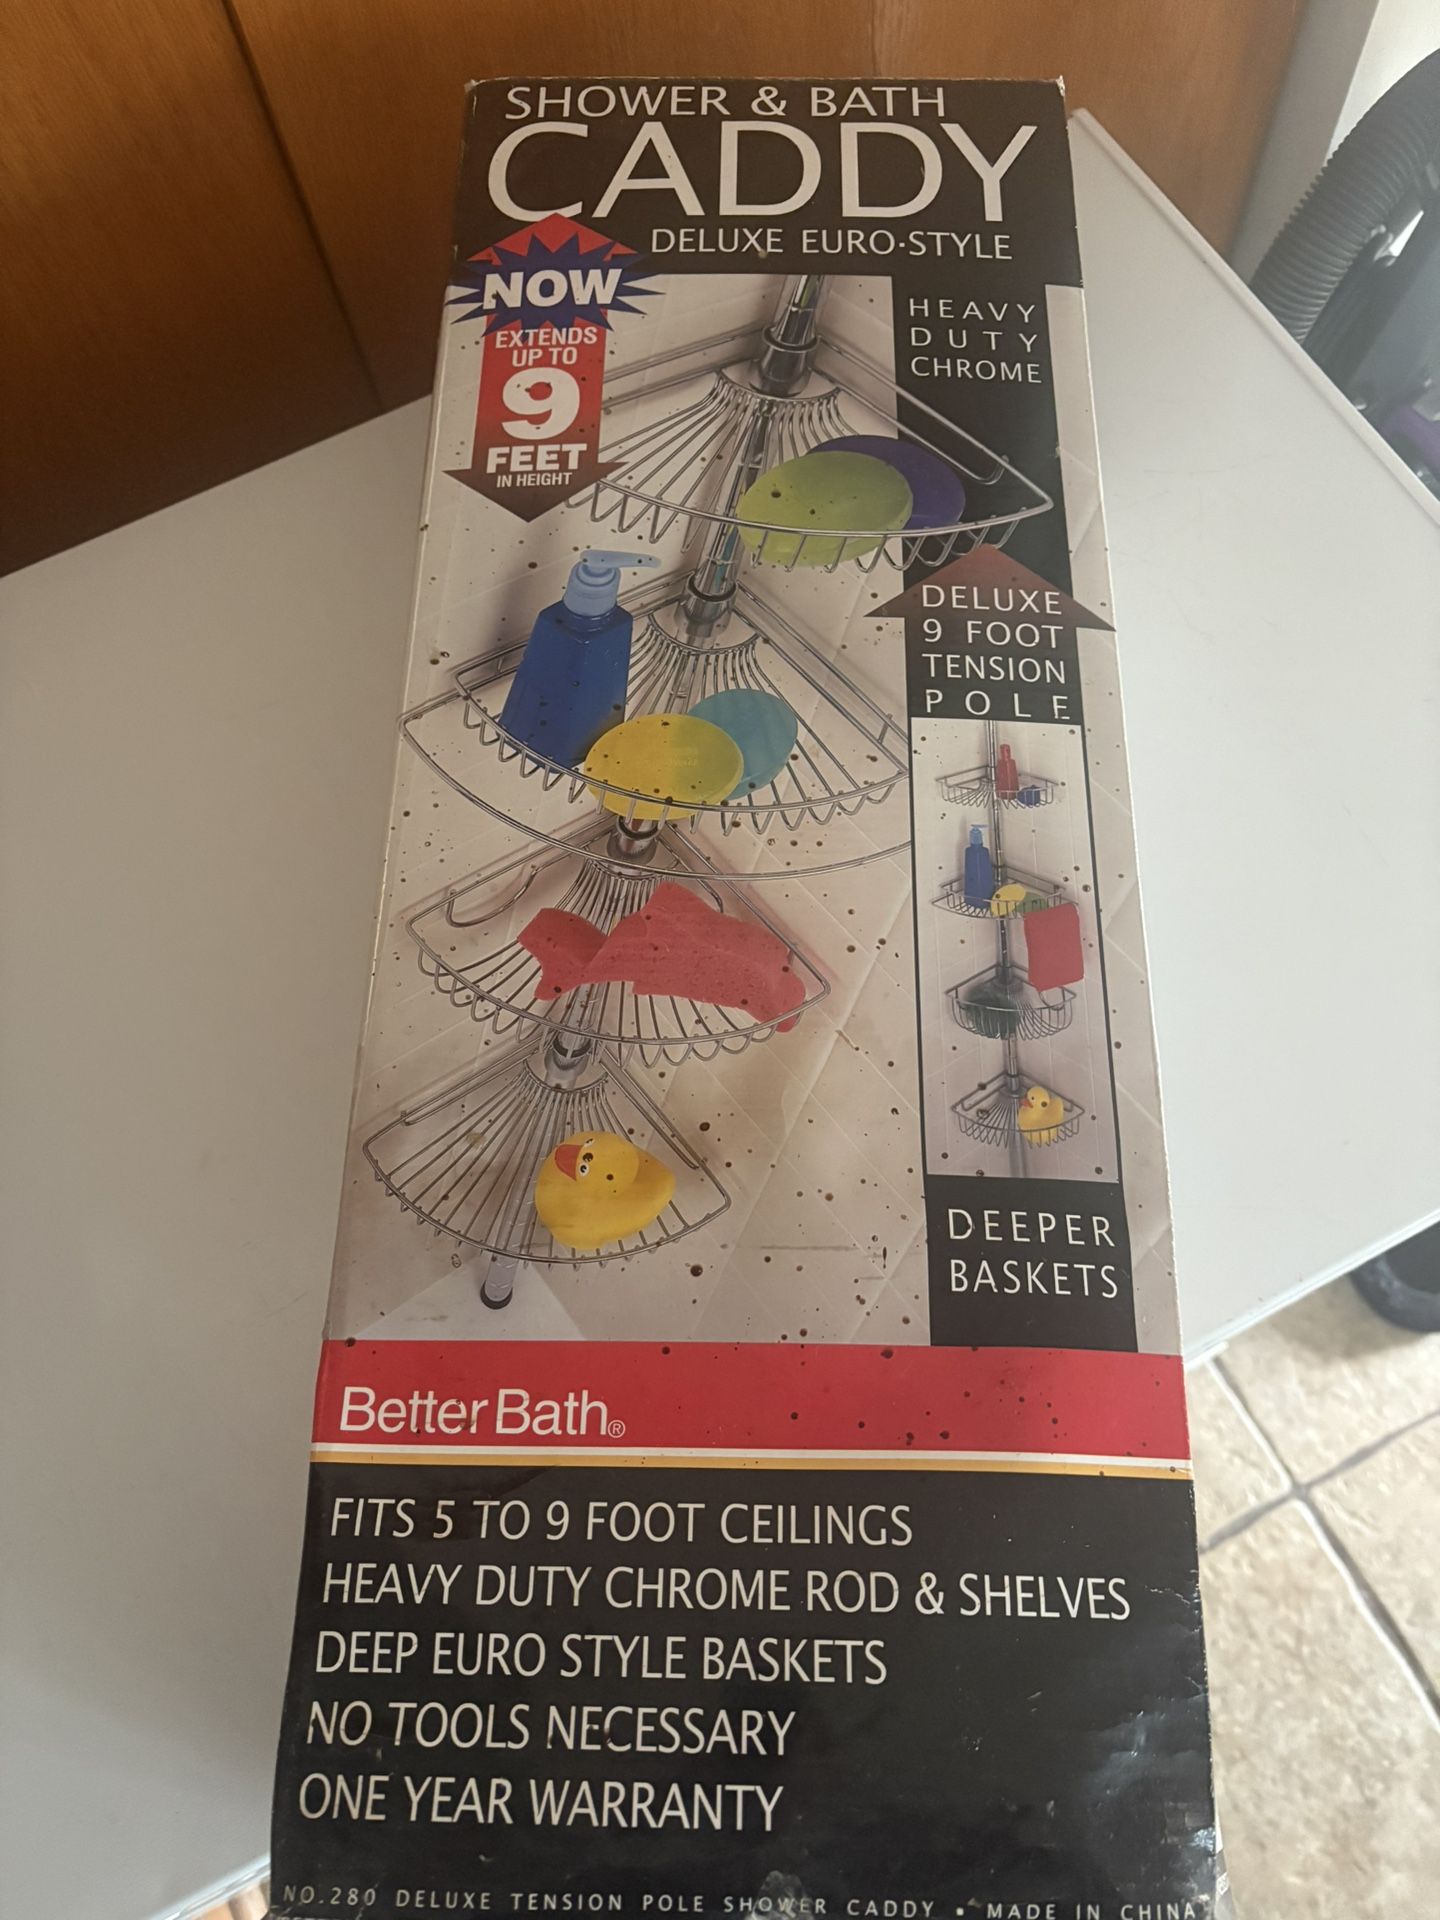 SHOWER & BATH
CADDY
DELUXE EURO·STYLE
NOW
EXTENDS
UP TO
9
FEET
IN HEIGHT
HEAVY
DUTY
CHROME
DELUXE
9 FOOT
TENSION
POLE
DEEPER
BASKETS
Better Bath®
FITS 5 TO 9 FOOT CEILINGS
HEAVY DUTY CHROME ROD & SHELVES
DEEP EURO STYLE BASKETS
NO TOOLS NECESSARY
ONE YEAR WARRANTY
NO.280 DELUXE TENSION POLE SHOWER CADDY • MADE IN CHINA